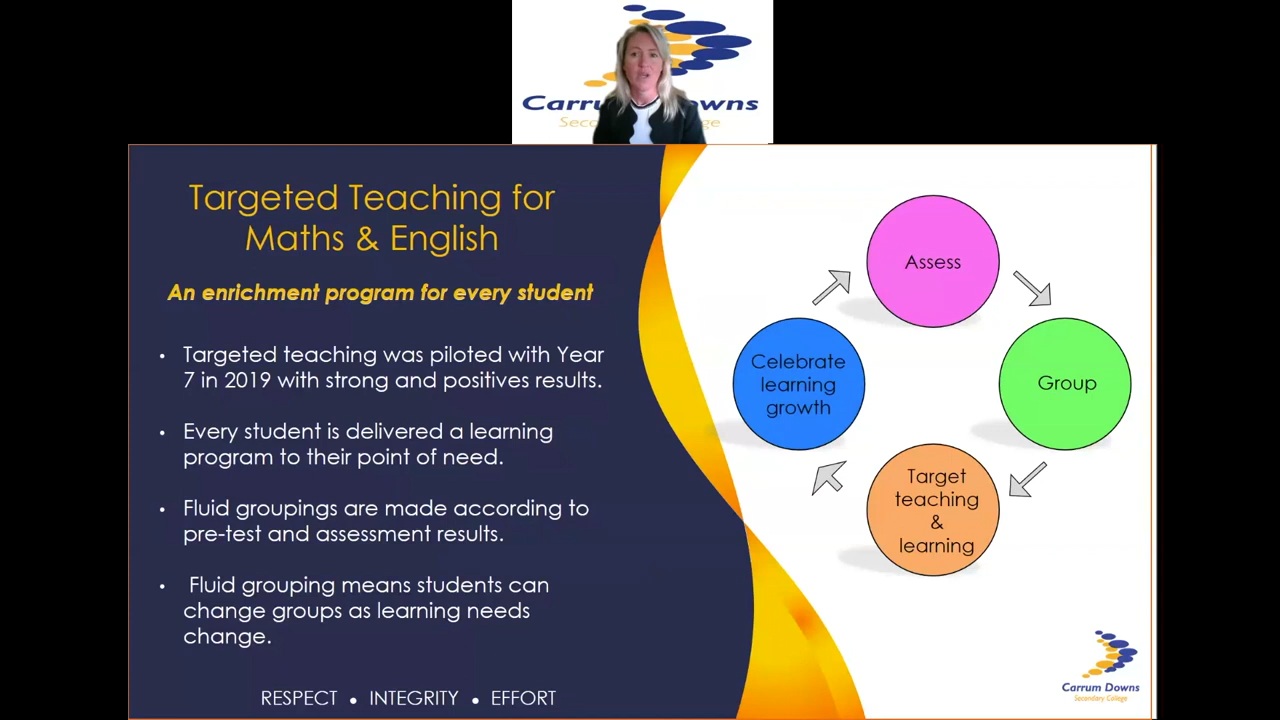 Carrum Downs
Targeted Teaching for
Maths & English
An enrichment program for every student
• Targeted teaching was piloted with Year
7 in 2019 with strong and positives results.
• Every student is delivered a learning
program to their point of need.
• Fluid groupings are made according to
pre-test and assessment results.
• Fluid grouping means students can
change groups as learning needs
change.
RESPECT • INTEGRITY • EFFORT
Assess
Group
Target
teaching
&
learning
Celebrate
learning
growth
Carrum Downs
Secondary College